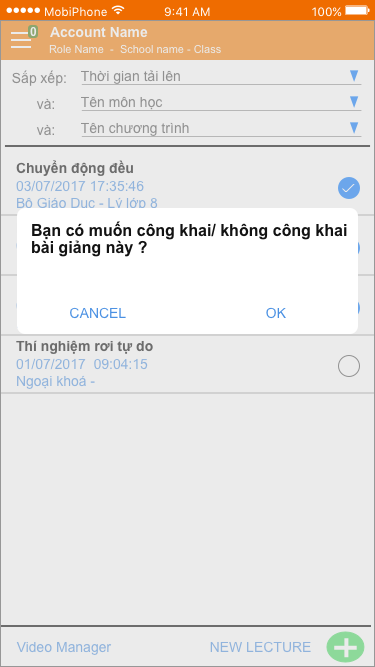 MobiPhone 9:41 AM 100%
0 Account Name
Role Name - School name - Class
Sắp xếp: Thời gian tải lên
và: Tên môn học
và: Tên chương trình
Chuyển động đều
03/07/2017 17:35:46
Bộ Giáo Dục - Lý lớp 8
Bạn có muốn công khai/ không công khai
bài giảng này ?
CANCEL OK
Thí nghiệm rơi tự do
01/07/2017 09:04:15
Ngoại khoá -
Video Manager NEW LECTURE